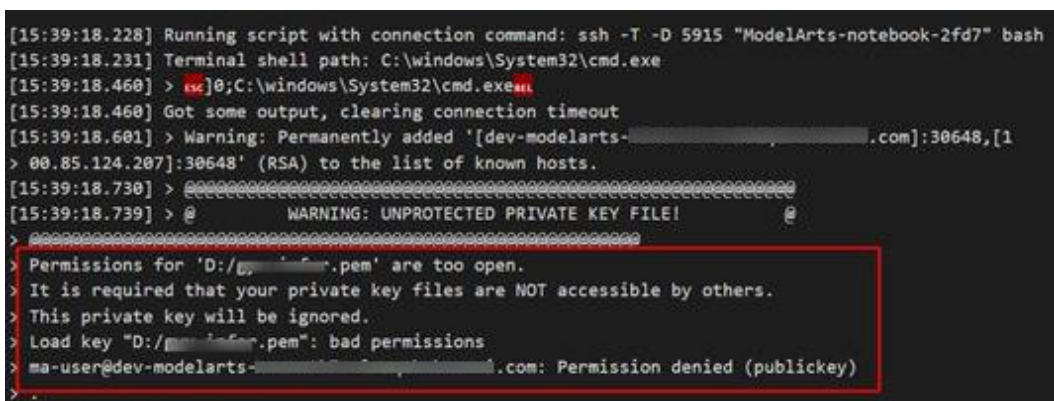 [15:39:18.228] Running script with connection command: ssh -T -D 5915 "ModelArts-notebook-2fd7" bash
[15:39:18.231] Terminal shell path: C:\windows\System32\cmd.exe
[15:39:18.460] > ESC]0;C:\windows\System32\cmd.exeBEL
[15:39:18.460] Got some output, clearing connection timeout
[15:39:18.601] > Warning: Permanently added '[dev-modelarts- .com]:30648,[1
> 00.85.124.207]:30648' (RSA) to the list of known hosts.
[15:39:18.730] > @@@@@@@@@@@@@@@@@@@@@@@@@@@@@@@@@@@@@@@@@@@@@@@@@@@@@@@@@@@
[15:39:18.739] > @ WARNING: UNPROTECTED PRIVATE KEY FILE! @
> @@@@@@@@@@@@@@@@@@@@@@@@@@@@@@@@@@@@@@@@@@@@@@@@@@@@@@@@@@@
> Permissions for 'D:/ .pem' are too open.
> It is required that your private key files are NOT accessible by others.
> This private key will be ignored.
> Load key "D:/ .pem": bad permissions
> ma-user@dev-modelarts- .com: Permission denied (publickey)
> .